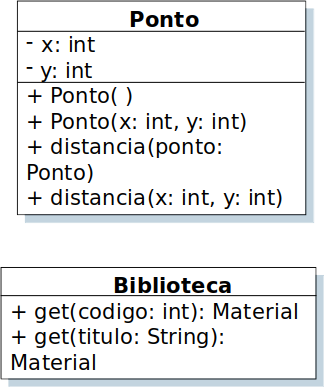 Ponto
- x: int
- y: int
+ Ponto( )
+ Ponto(x: int, y: int)
+ distancia(ponto:
Ponto)
+ distancia(x: int, y: int)
Biblioteca
+ get(codigo: int): Material
+ get(titulo: String):
Material